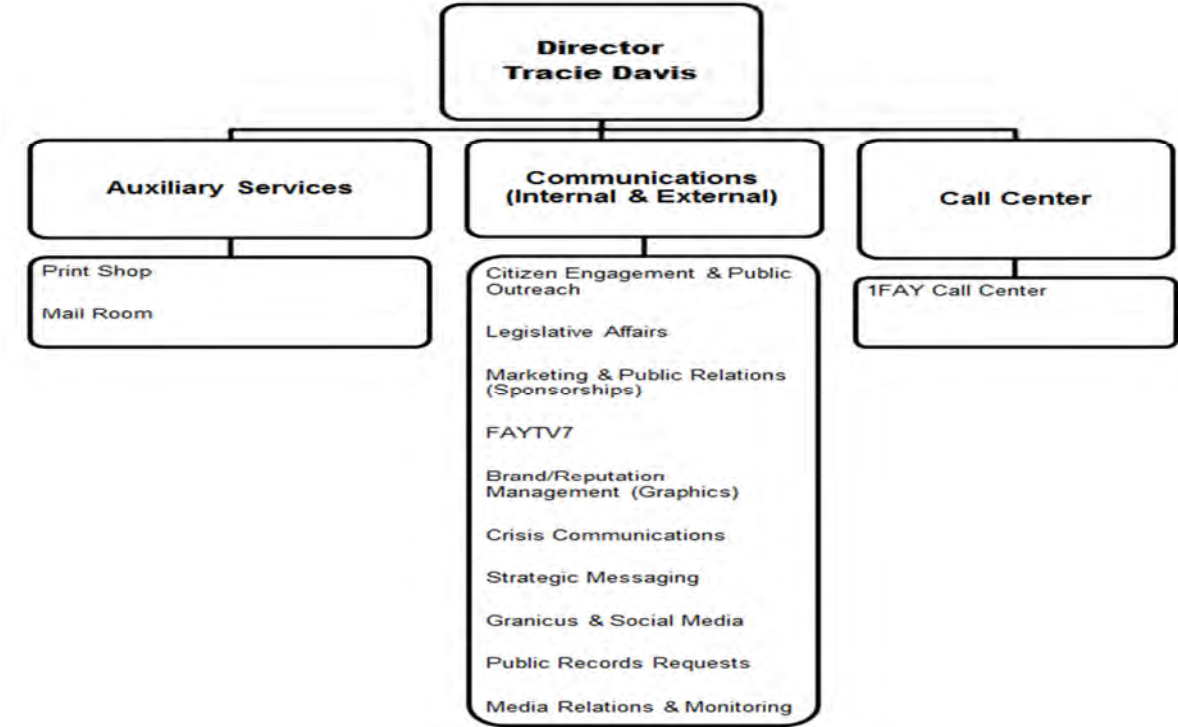 Director
Tracie Davis
Auxiliary Services
Print Shop
Mail Room
Communications
(Internal & External)
Citizen Engagement & Public
Outreach
Legislative Affairs
Marketing & Public Relations
(Sponsorships)
FAYTV7
Brand/Reputation
Management (Graphics)
Crisis Communications
Strategic Messaging
Granicus & Social Media
Public Records Requests
Media Relations & Monitoring
Call Center
1FAY Call Center